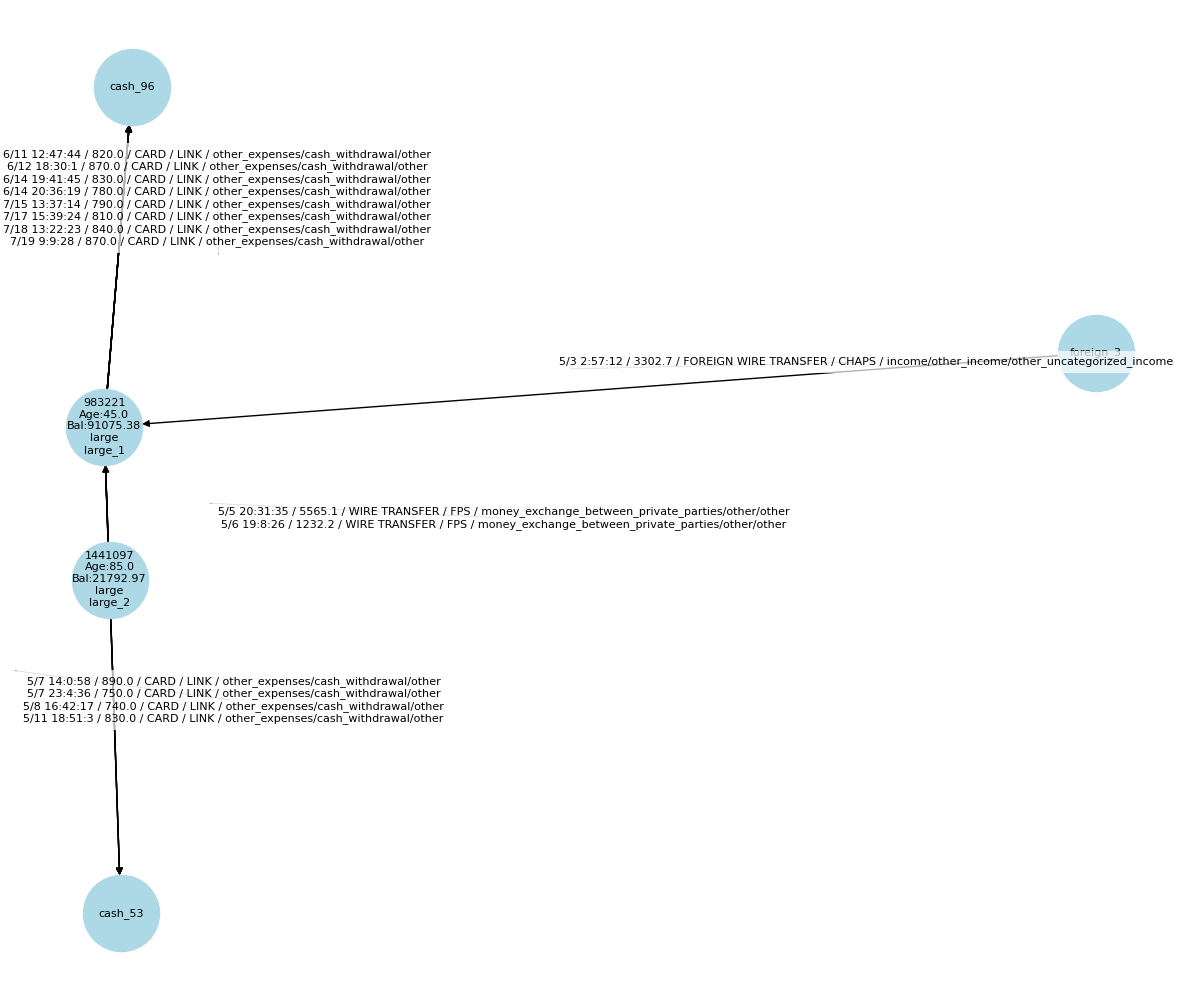 cash_96
6/11 12:47:44 / 820.0 / CARD / LINK / other_expenses/cash_withdrawal/other
6/12 18:30:1 / 870.0 / CARD / LINK / other_expenses/cash_withdrawal/other
6/14 19:41:45 / 830.0 / CARD / LINK / other_expenses/cash_withdrawal/other
6/14 20:36:19 / 780.0 / CARD / LINK / other_expenses/cash_withdrawal/other
7/15 13:37:14 / 790.0 / CARD / LINK / other_expenses/cash_withdrawal/other
7/17 15:39:24 / 810.0 / CARD / LINK / other_expenses/cash_withdrawal/other
7/18 13:22:23 / 840.0 / CARD / LINK / other_expenses/cash_withdrawal/other
7/19 9:9:28 / 870.0 / CARD / LINK / other_expenses/cash_withdrawal/other
foreign_3
5/3 2:57:12 / 3302.7 / FOREIGN WIRE TRANSFER / CHAPS / income/other_income/other_uncategorized_income
983221
Age:45.0
Bal:91075.38
large
large_1
5/5 20:31:35 / 5565.1 / WIRE TRANSFER / FPS / money_exchange_between_private_parties/other/other
5/6 19:8:26 / 1232.2 / WIRE TRANSFER / FPS / money_exchange_between_private_parties/other/other
1441097
Age:85.0
Bal:21792.97
large
large_2
5/7 14:0:58 / 890.0 / CARD / LINK / other_expenses/cash_withdrawal/other
5/7 23:4:36 / 750.0 / CARD / LINK / other_expenses/cash_withdrawal/other
5/8 16:42:17 / 740.0 / CARD / LINK / other_expenses/cash_withdrawal/other
5/11 18:51:3 / 830.0 / CARD / LINK / other_expenses/cash_withdrawal/other
cash_53